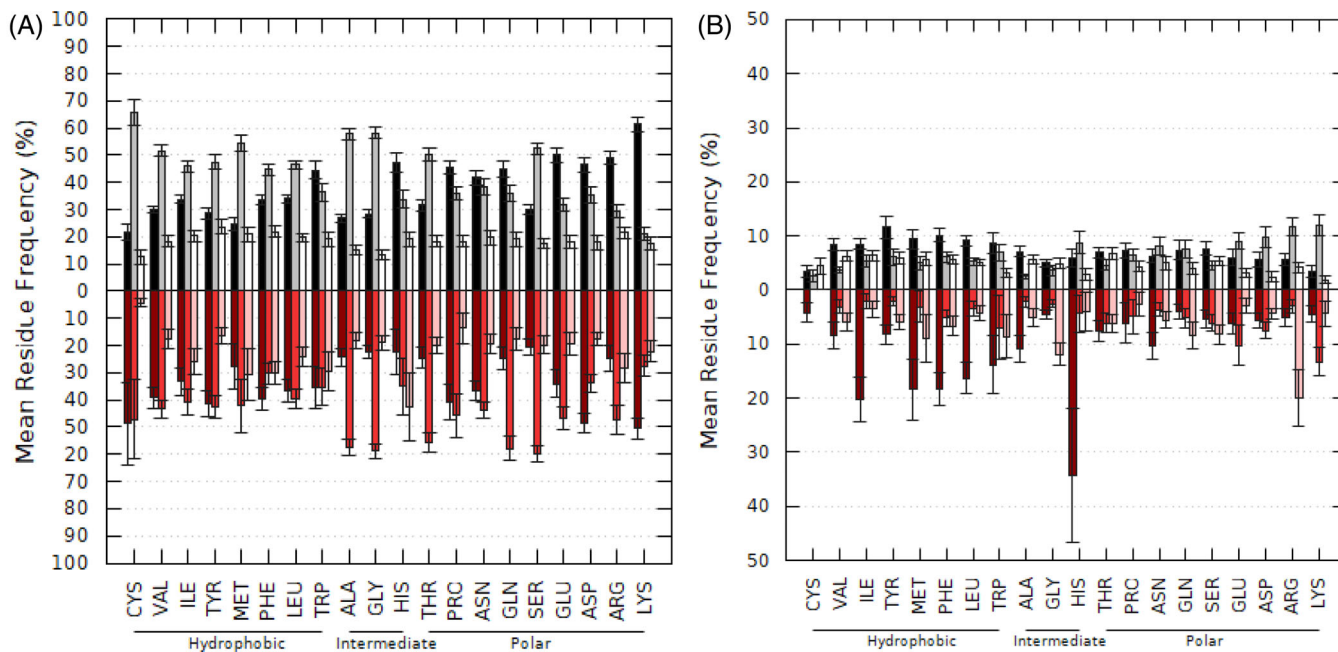 (A)
Mean Residue Frequency (%)
100
90
80
70
60
50
40
30
20
10
0
10
20
30
40
50
20
70
80
90
100
CYS
VAL
ILE
TYR
MET
PHE
LEU
TRP
ALA
GLY
HIS
THR
PRC
ASN
GLN
SER
GLU
ASP
ARG
LYS
Hydrophobic
Intermediate
Polar
(B)
Mean Residue Frequency (%)
50
40
30
20
10
0
10
20
30
40
50
CYS
VAL
ILE
TYR
MET
PHE
LEU
TRP
ALA
GLY
HIS
THR
PRC
ASN
GLN
SER
GLU
ASP
ARG
LYS
Hydrophobic
Intermediate
Polar